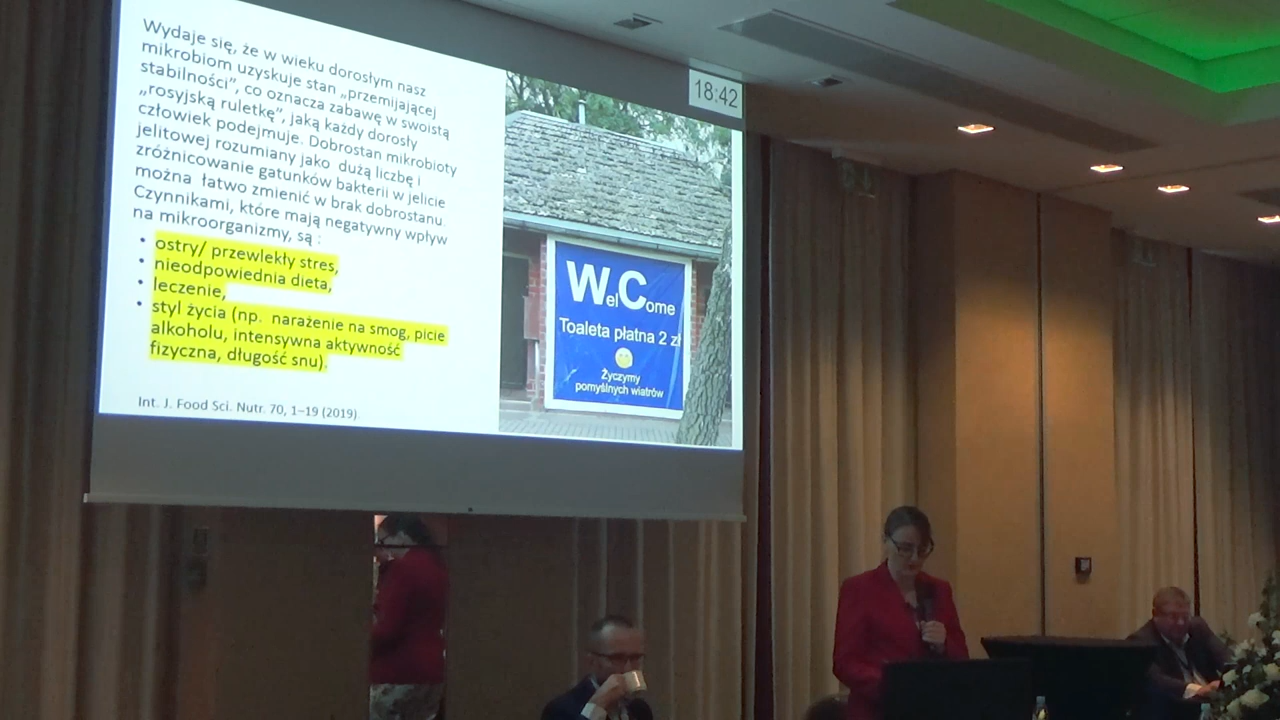 Wydaje się, że w wieku dorosłym nasz
mikrobiom uzyskuje stan „przemijającej
stabilności”, co oznacza zabawę w swoistą
„rosyjską ruletkę”, jaką każdy dorosły
człowiek podejmuje. Dobrostan mikrobioty
jelitowej rozumiany jako dużą liczbę i
zróżnicowanie gatunków bakterii w jelicie
można łatwo zmienić w brak dobrostanu.
Czynnikami, które mają negatywny wpływ
na mikroorganizmy, są :
• ostry/ przewlekły stres,
• nieodpowiednia dieta,
• leczenie,
• styl życia (np. narażenie na smog, picie
alkoholu, intensywna aktywność
fizyczna, długość snu).
Int. J. Food Sci. Nutr. 70, 1–19 (2019).
18:42
WelCome
Toaleta płatna 2 zł
Życzymy
pomyślnych wiatrów